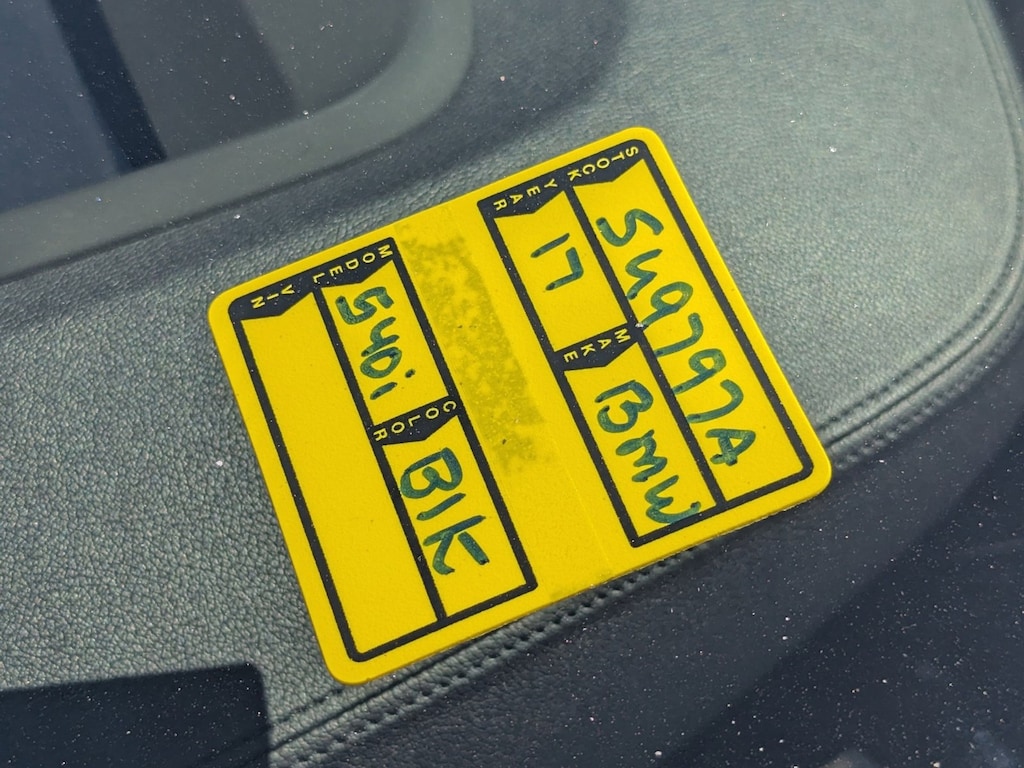 STOCK S49797A
YEAR 17 MAKE BMW
MODEL 540i COLOR BlK
VIN